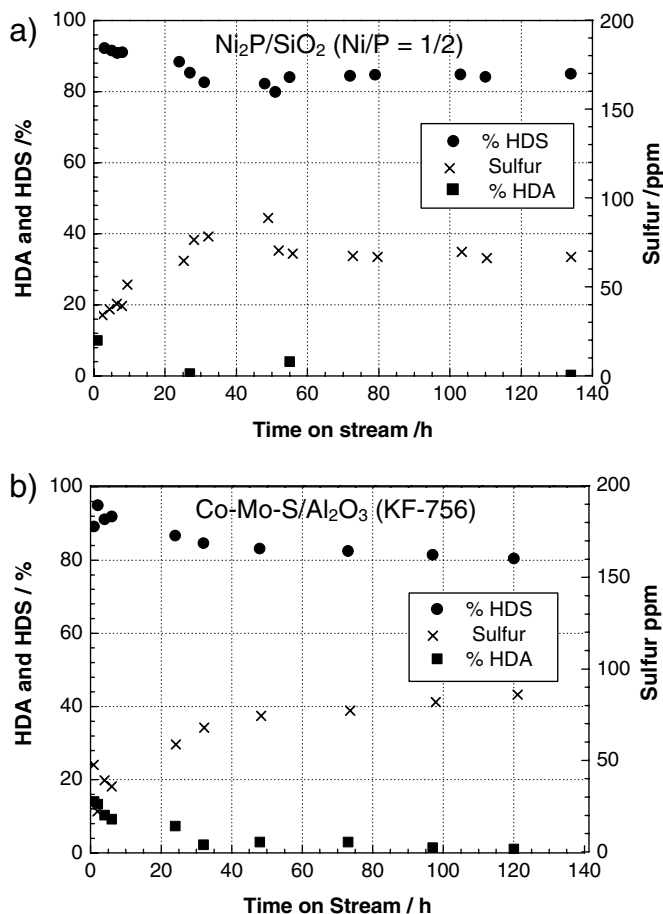 a)
Ni₂P/SiO₂ (Ni/P = 1/2)
100
80
60
40
20
0
HDA and HDS /%
200
150
100
50
0
Sulfur /ppm
% HDS
Sulfur
% HDA
0 20 40 60 80 100 120 140
Time on stream /h
b)
Co-Mo-S/Al₂O₃ (KF-756)
100
80
60
40
20
0
HDA and HDS / %
200
150
100
50
0
Sulfur ppm
% HDS
Sulfur
% HDA
0 20 40 60 80 100 120 140
Time on Stream / h